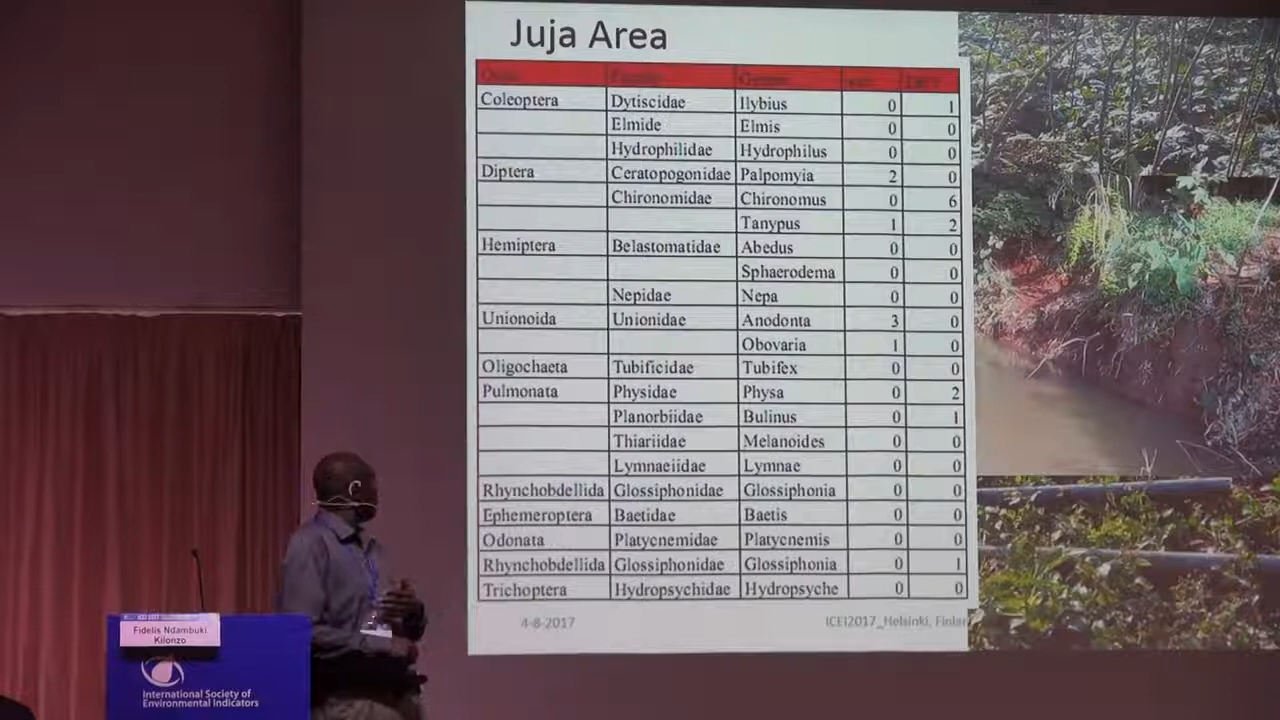 Juja Area
Coleoptera Dytiscidae Ilybius 0 1
Elmide Elmis 0 0
Hydrophilidae Hydrophilus 0 0
Diptera Ceratopogonidae Palpomyia 2 0
Chironomidae Chironomus 0 6
Tanypus 1 2
Hemiptera Belastomatidae Abedus 0 0
Sphaerodema 0 0
Nepidae Nepa 0 0
Unionoida Unionidae Anodonta 3 0
Obovaria 1 0
Oligochaeta Tubificidae Tubifex 0 0
Pulmonata Physidae Physa 0 2
Planorbiidae Bulinus 0 1
Thiariidae Melanoides 0 0
Lymnaeiidae Lymnae 0 0
Rhynchobdellida Glossiphonidae Glossiphonia 0 0
Ephemeroptera Baetidae Baetis 0 0
Odonata Platycnemidae Platycnemis 0 0
Rhynchobdellida Glossiphonidae Glossiphonia 0 1
Trichoptera Hydropsychidae Hydropsyche 0 0
4-8-2017 ICEI2017_Helsinki, Finlan
Fidelis Ndambuki
Kilonzo
International Society of
Environmental Indicators